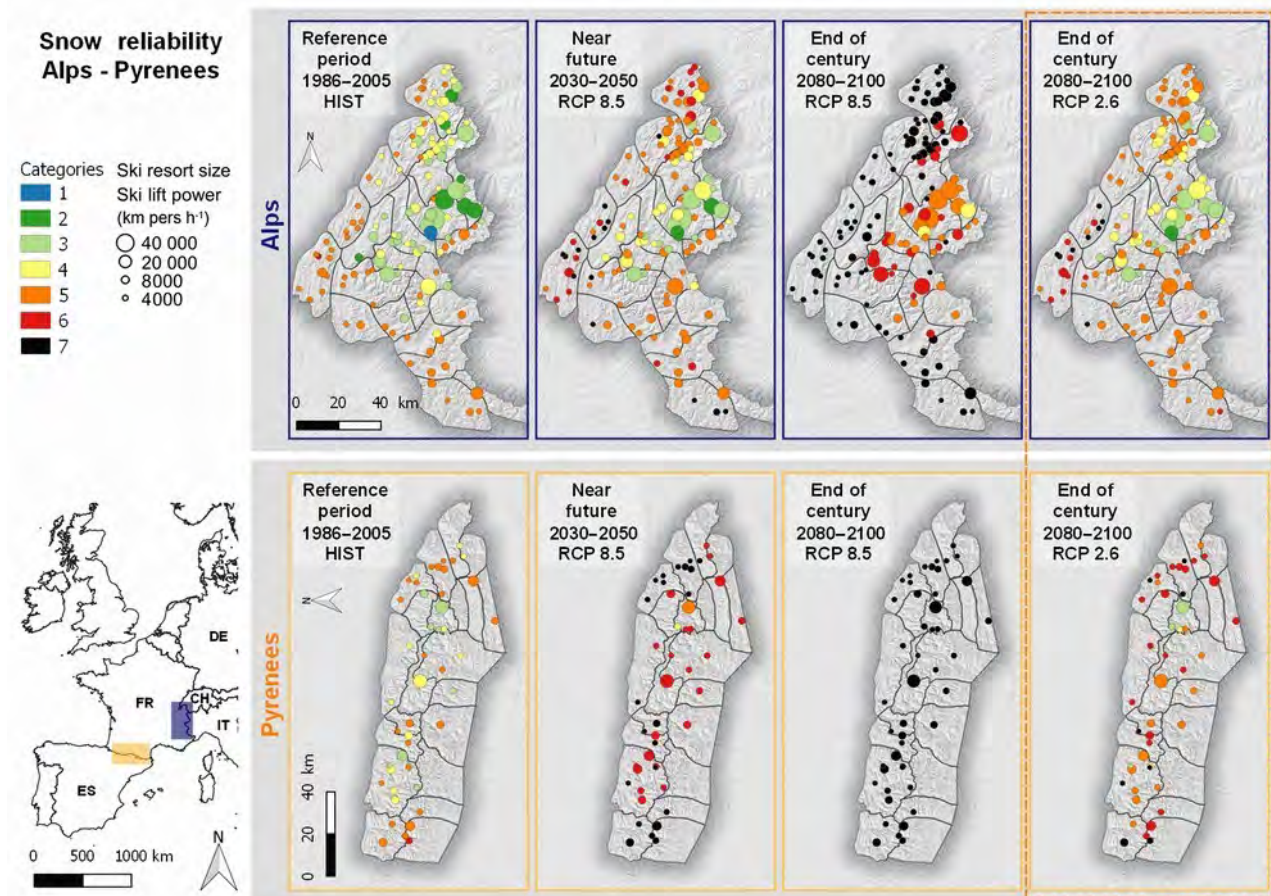 Snow reliability
Alps - Pyrenees
Categories
1
2
3
4
5
6
7
Ski resort size
Ski lift power
(km pers h⁻¹)
40 000
20 000
8000
4000
Alps
Reference
period
1986–2005
HIST
N
0 20 40 km
Near
future
2030–2050
RCP 8.5
End of
century
2080–2100
RCP 8.5
End of
century
2080–2100
RCP 2.6
Pyrenees
Reference
period
1986–2005
HIST
N
0 20 40 km
Near
future
2030–2050
RCP 8.5
End of
century
2080–2100
RCP 8.5
End of
century
2080–2100
RCP 2.6
DE
FR
CH
IT
ES
N
0 500 1000 km